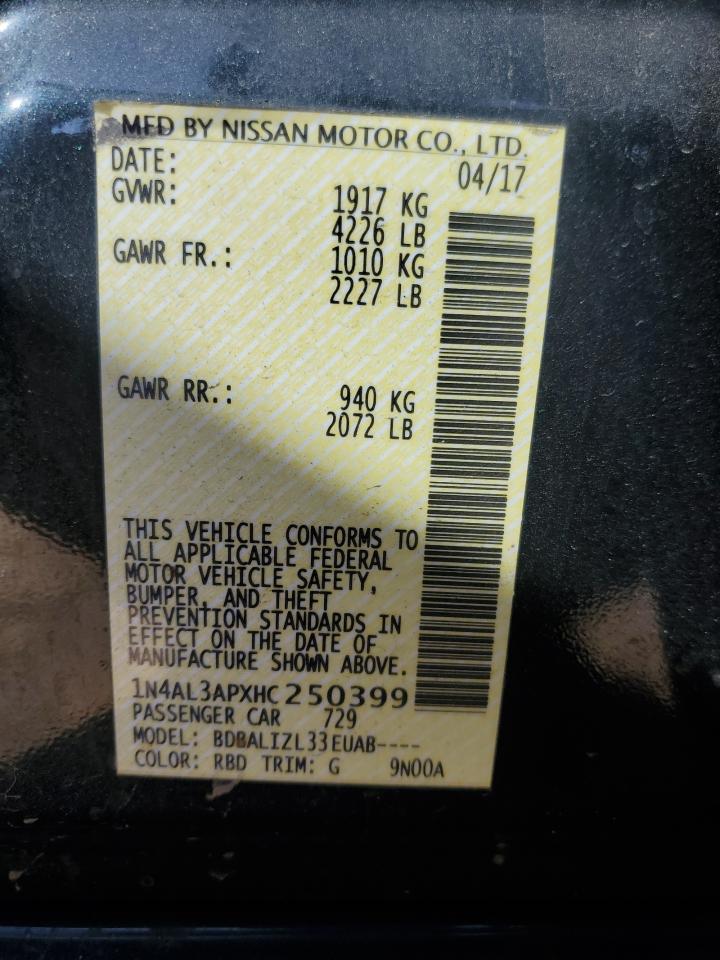 MFD BY NISSAN MOTOR CO., LTD.
DATE: 04/17
GVWR: 1917 KG
4226 LB
GAWR FR.: 1010 KG
2227 LB
GAWR RR.: 940 KG
2072 LB
THIS VEHICLE CONFORMS TO
ALL APPLICABLE FEDERAL
MOTOR VEHICLE SAFETY,
BUMPER, AND THEFT
PREVENTION STANDARDS IN
EFFECT ON THE DATE OF
MANUFACTURE SHOWN ABOVE.
1N4AL3APXHC250399
PASSENGER CAR 729
MODEL: BDBALIZL33EUAB----
COLOR: RBD TRIM: G 9N00A